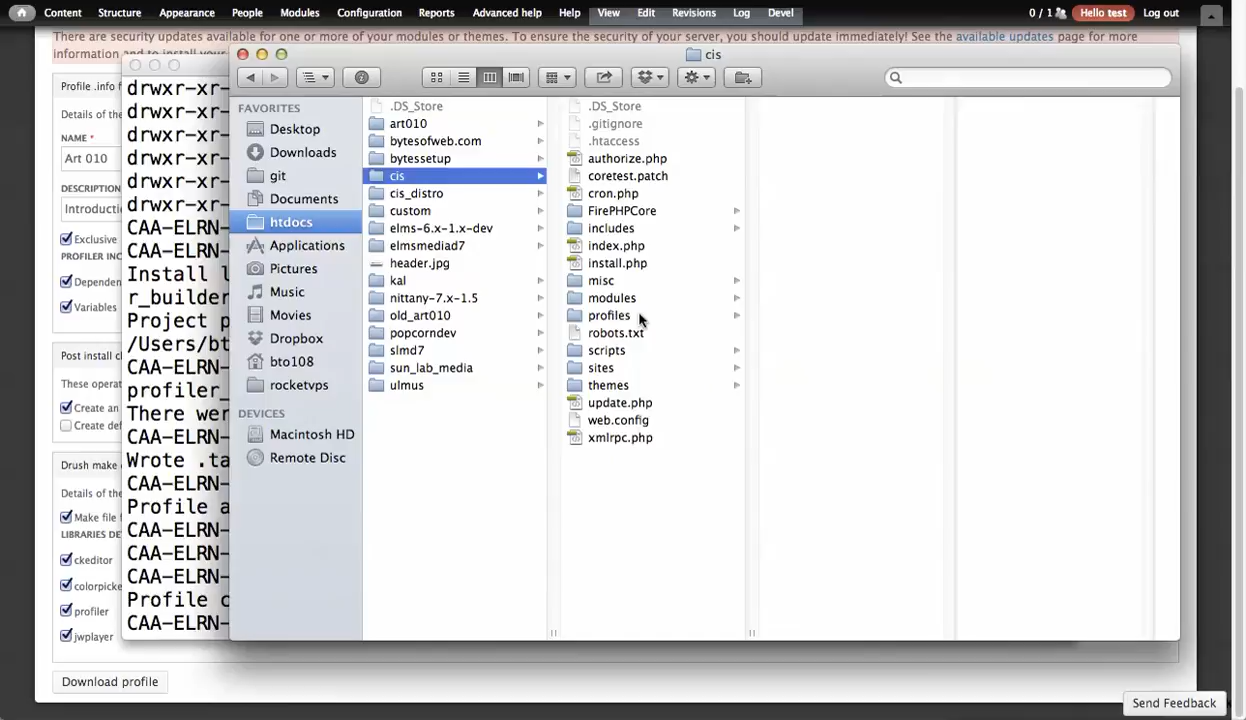 Content Structure Appearance People Modules Configuration Reports Advanced help Help View Edit Revisions Log Devel 0 / 1 Hello test Log out
There are security updates available for one or more of your modules or themes. To ensure the security of your server, you should update immediately! See the available updates page for more
information and to install your
Profile .info f
Details of the
NAME *
Art 010
DESCRIPTION
Introductio
Exclusive
PROFILER INC
Dependen
Variables
Post install cl
These operat
Create an
Create def
Drush make
Details of the
Make file f
LIBRARIES DE
ckeditor
colorpicke
profiler
jwplayer
Download profile
drwxr-xr-
drwxr-xr-
drwxr-xr-
drwxr-xr-
drwxr-xr-
drwxr-xr-
CAA-ELRN-
CAA-ELRN-
Install l
r_builder
Project p
/Users/bt
CAA-ELRN-
profiler_
There wer
CAA-ELRN-
Wrote .ta
CAA-ELRN-
Profile a
CAA-ELRN-
CAA-ELRN-
CAA-ELRN-
Profile c
CAA-ELRN-
cis
FAVORITES
Desktop
Downloads
git
Documents
htdocs
Applications
Pictures
Music
Movies
Dropbox
bto108
rocketvps
DEVICES
Macintosh HD
Remote Disc
.DS_Store
art010
bytesofweb.com
bytessetup
cis
cis_distro
custom
elms-6.x-1.x-dev
elmsmedia7
header.jpg
kal
nittany-7.x-1.5
old_art010
popcorndev
slmd7
sun_lab_media
ulmus
.DS_Store
.gitignore
.htaccess
authorize.php
coretest.patch
cron.php
FirePHPCore
includes
index.php
install.php
misc
modules
profiles
robots.txt
scripts
sites
themes
update.php
web.config
xmlrpc.php
Send Feedback